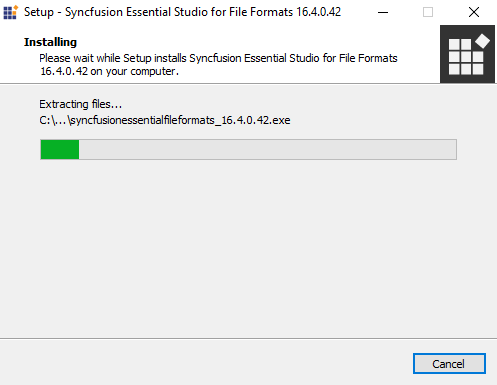 Setup - Syncfusion Essential Studio for File Formats 16.4.0.42
Installing
Please wait while Setup installs Syncfusion Essential Studio for File Formats
16.4.0.42 on your computer.
Extracting files...
C:\...\syncfusionessentialfileformats_16.4.0.42.exe
Cancel